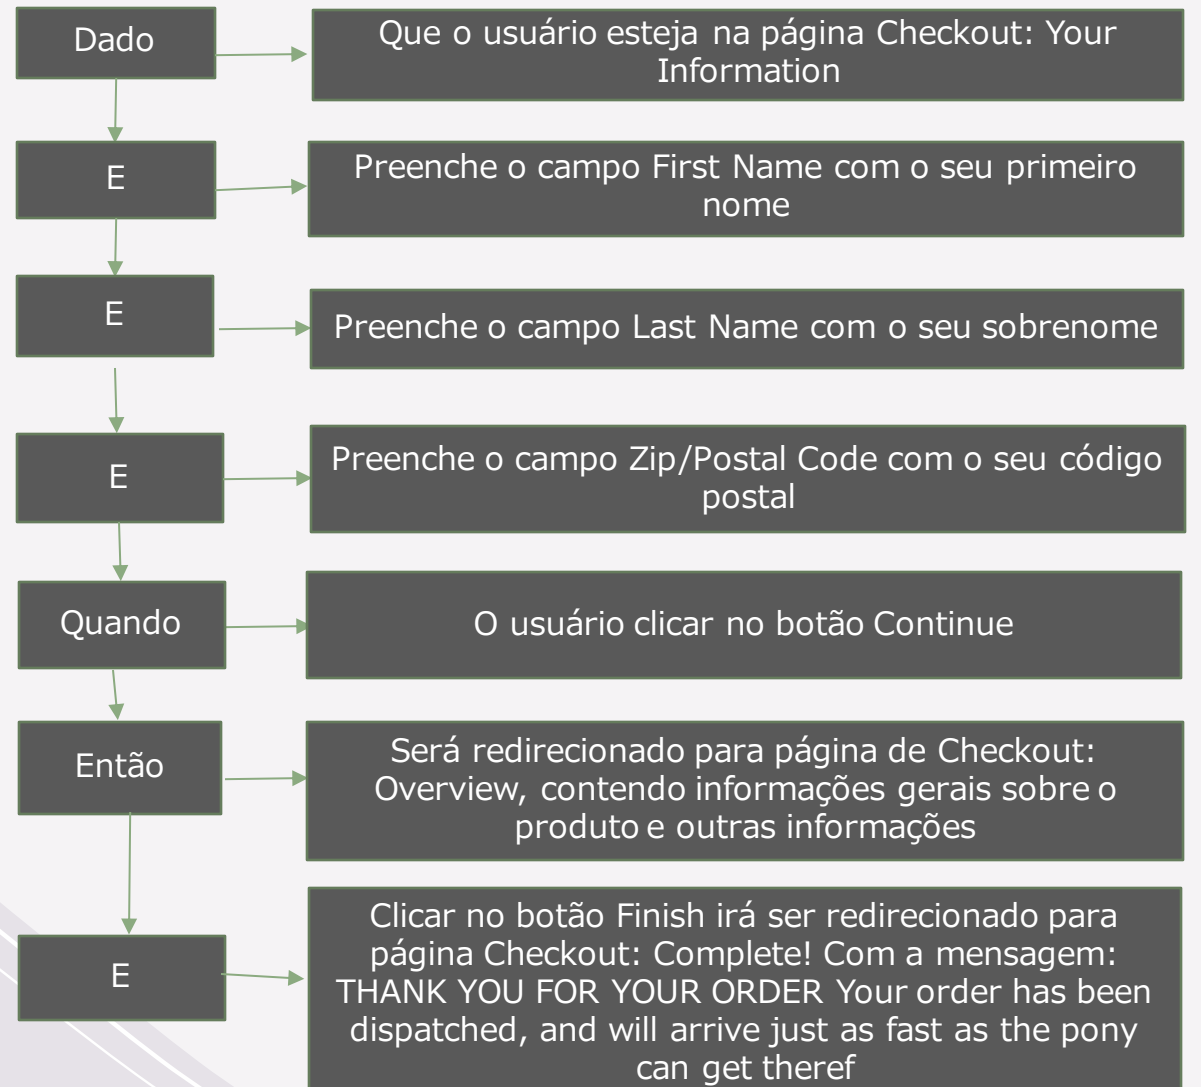 Dado
Que o usuário esteja na página Checkout: Your
Information
E
Preenche o campo First Name com o seu primeiro
nome
E
Preenche o campo Last Name com o seu sobrenome
E
Preenche o campo Zip/Postal Code com o seu código
postal
Quando
O usuário clicar no botão Continue
Então
Será redirecionado para página de Checkout:
Overview, contendo informações gerais sobre o
produto e outras informações
E
Clicar no botão Finish irá ser redirecionado para
página Checkout: Complete! Com a mensagem:
THANK YOU FOR YOUR ORDER Your order has been
dispatched, and will arrive just as fast as the pony
can get theref